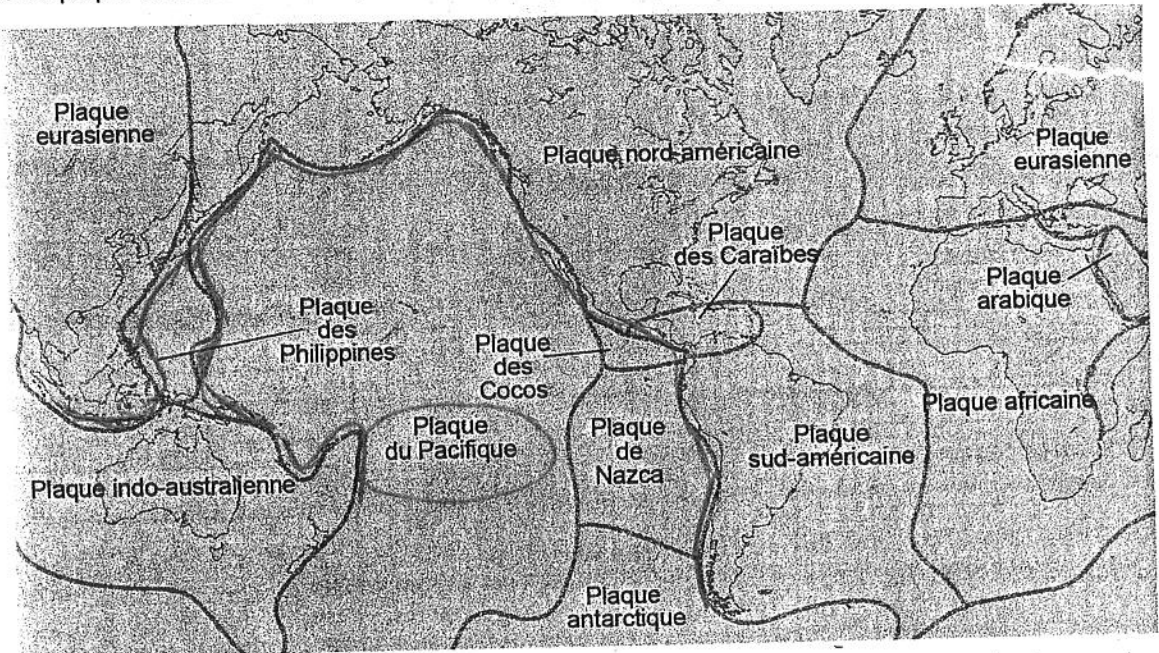 Plaque
eurasienne
Plaque nord-américaine
Plaque
eurasienne
Plaque
des Caraïbes
Plaque
arabique
Plaque
des
Philippines
Plaque
des
Cocos
Plaque africaine
Plaque
du Pacifique
Plaque
de
Nazca
Plaque
sud-américaine
Plaque indo-australienne
Plaque
antarctique